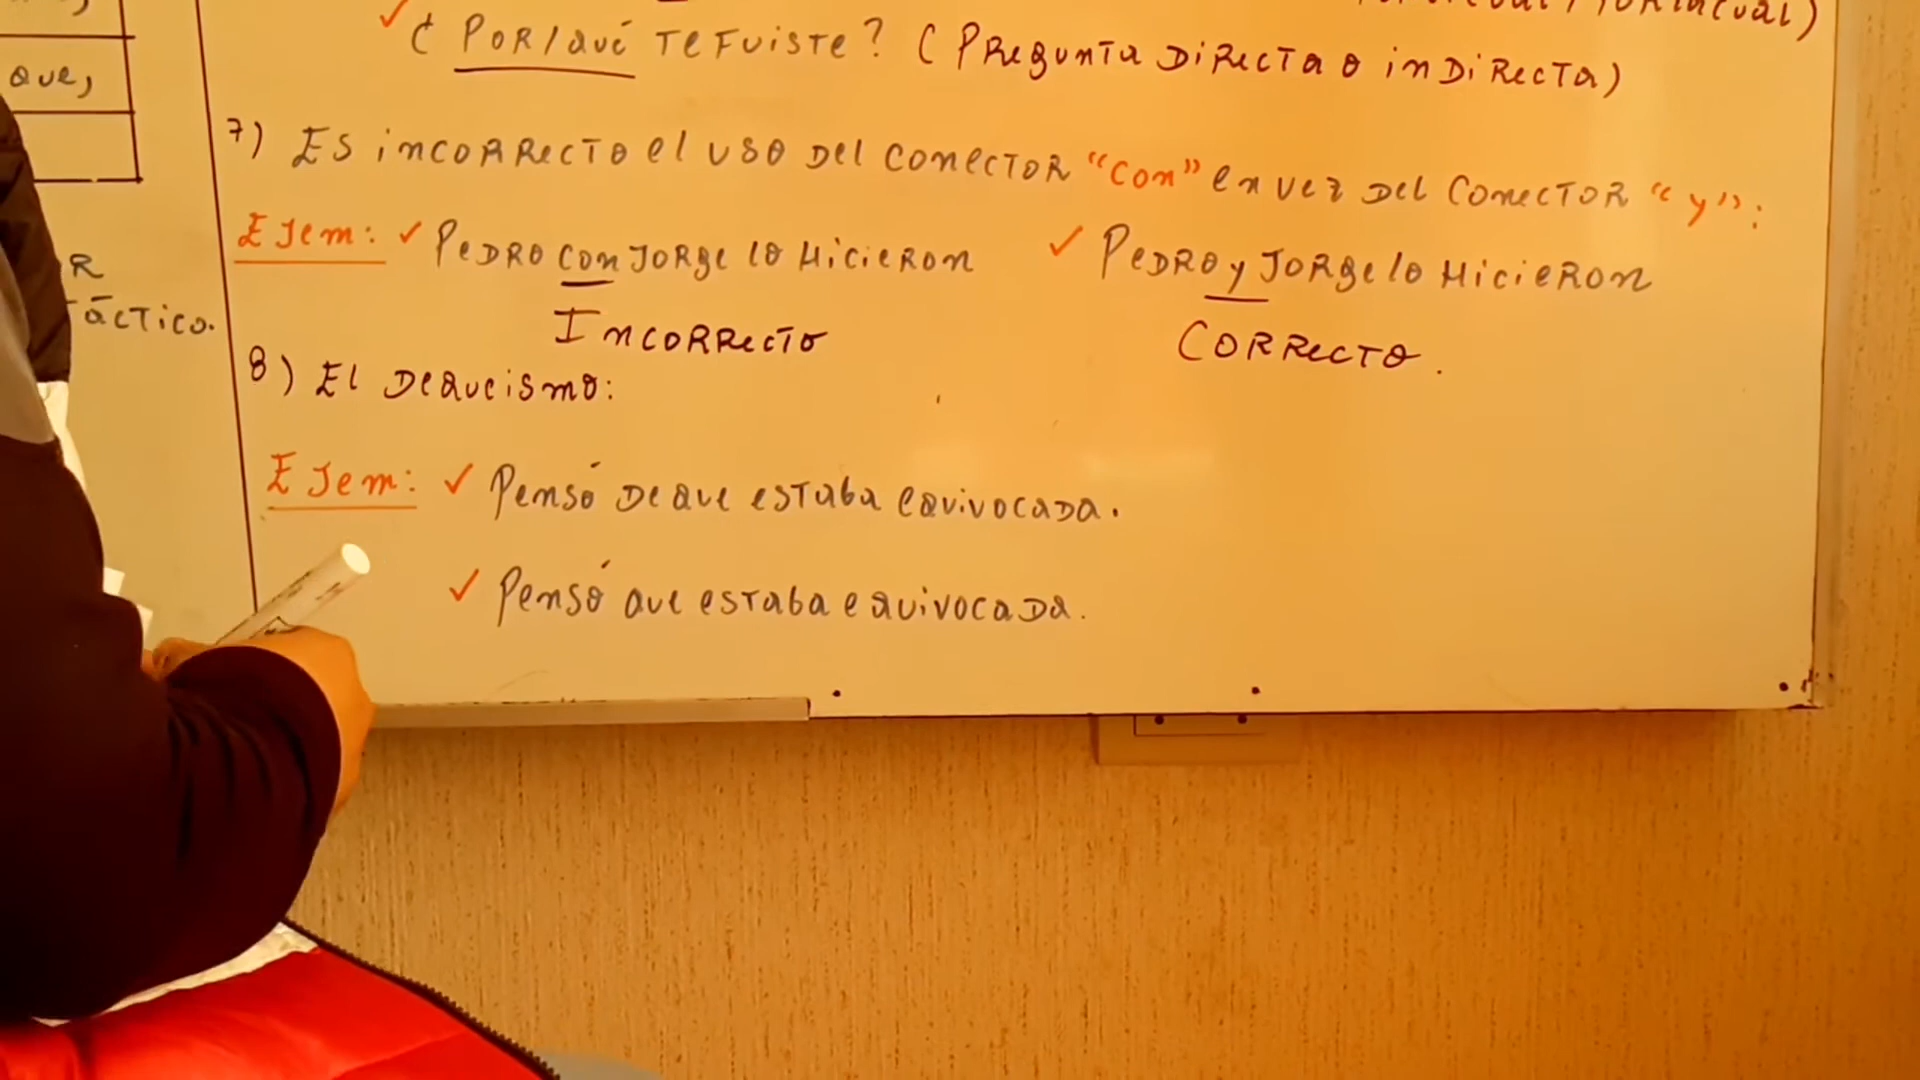 que,
R
áctico.
¿ Por/qué te fuiste? (Pregunta directa o indirecta)
7) Es incorrecto el uso del conector "con" en vez del conector "y":
Ejem: ✓ Pedro con Jorge lo hicieron ✓ Pedro y Jorge lo hicieron
Incorrecto Correcto.
8) El dequeismo:
Ejem: ✓ Pensó de que estaba equivocada.
✓ Pensó que estaba equivocada.